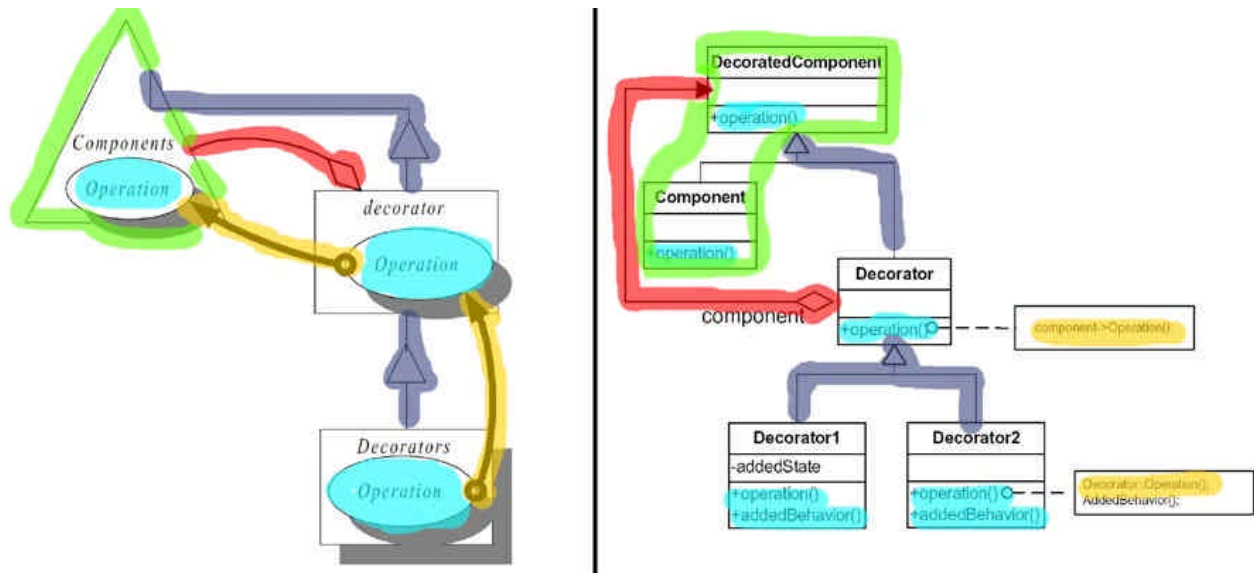 Components
Operation
decorator
Operation
Decorators
Operation
DecoratedComponent
+operation()
Component
+operation()
Decorator
+operation()
component
component->Operation()
Decorator1
-addedState
+operation()
+addedBehavior()
Decorator2
+operation()
+addedBehavior()
Decorator::Operation();
AddedBehavior();